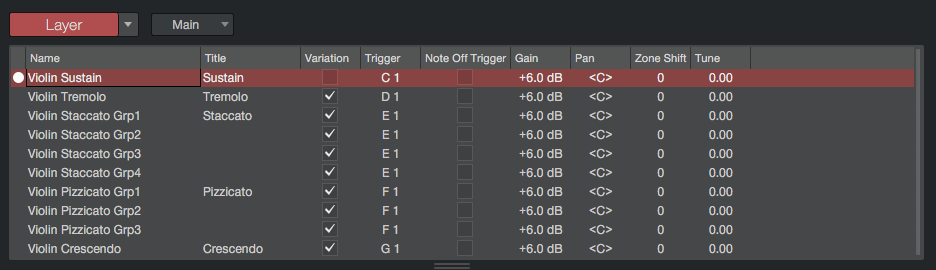 Layer Main
Name Title Variation Trigger Note Off Trigger Gain Pan Zone Shift Tune
Violin Sustain Sustain C 1 +6.0 dB <C> 0 0.00
Violin Tremolo Tremolo D 1 +6.0 dB <C> 0 0.00
Violin Staccato Grp1 Staccato E 1 +6.0 dB <C> 0 0.00
Violin Staccato Grp2 E 1 +6.0 dB <C> 0 0.00
Violin Staccato Grp3 E 1 +6.0 dB <C> 0 0.00
Violin Staccato Grp4 E 1 +6.0 dB <C> 0 0.00
Violin PIzzicato Grp1 Pizzicato F 1 +6.0 dB <C> 0 0.00
Violin PIzzicato Grp2 F 1 +6.0 dB <C> 0 0.00
Violin PIzzicato Grp3 F 1 +6.0 dB <C> 0 0.00
Violin Crescendo Crescendo G 1 +6.0 dB <C> 0 0.00